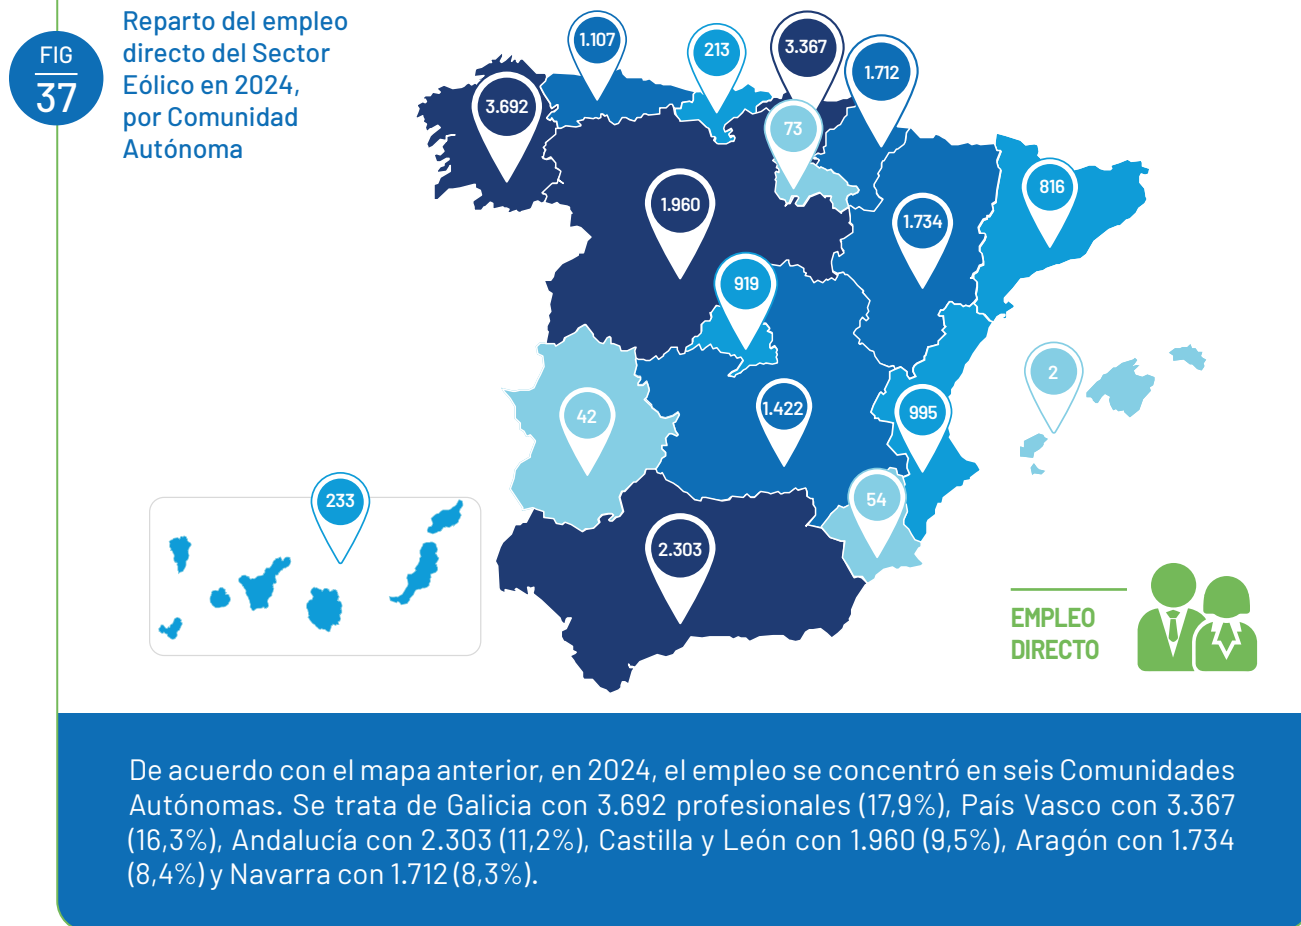 FIG
37
Reparto del empleo
directo del Sector
Eólico en 2024,
por Comunidad
Autónoma
1.107
213
3.367
1.712
3.692
73
816
1.960
1.734
919
2
42
1.422
995
233
54
2.303
EMPLEO
DIRECTO
De acuerdo con el mapa anterior, en 2024, el empleo se concentró en seis Comunidades
Autónomas. Se trata de Galicia con 3.692 profesionales (17,9%), País Vasco con 3.367
(16,3%), Andalucía con 2.303 (11,2%), Castilla y León con 1.960 (9,5%), Aragón con 1.734
(8,4%) y Navarra con 1.712 (8,3%).